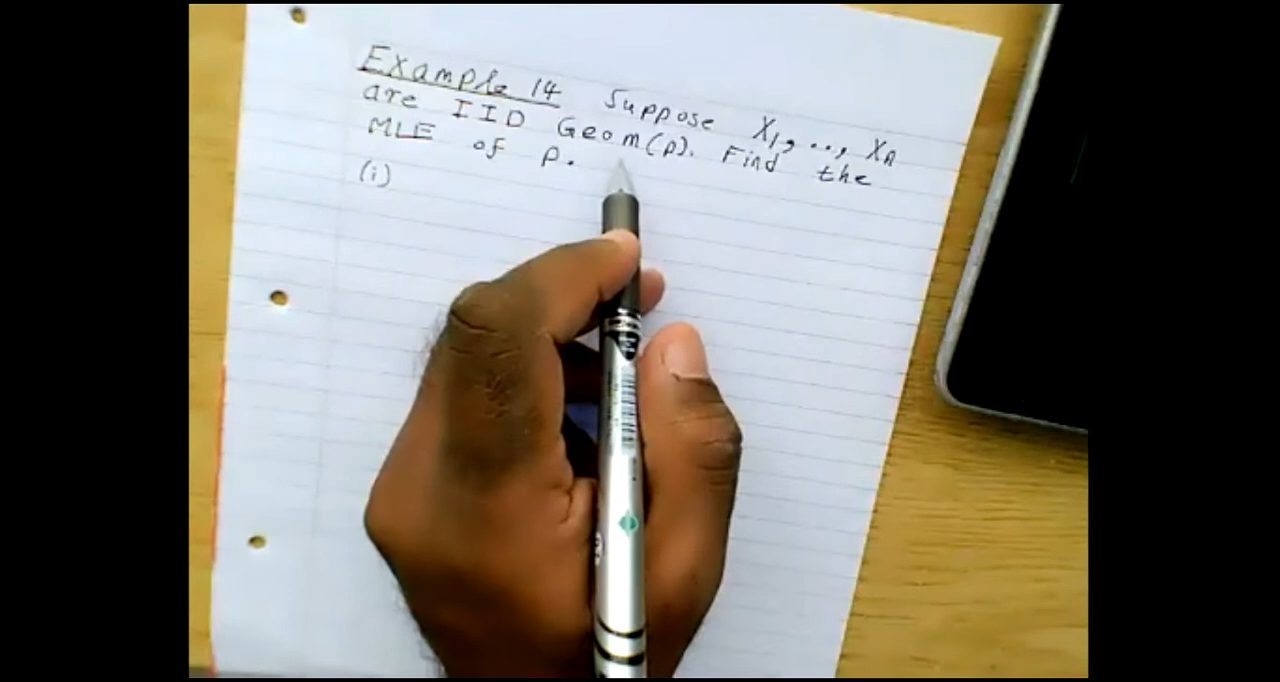 Example 14 Suppose X1, .., Xn
are IID Geom(p). Find the
MLE of p.
(i)